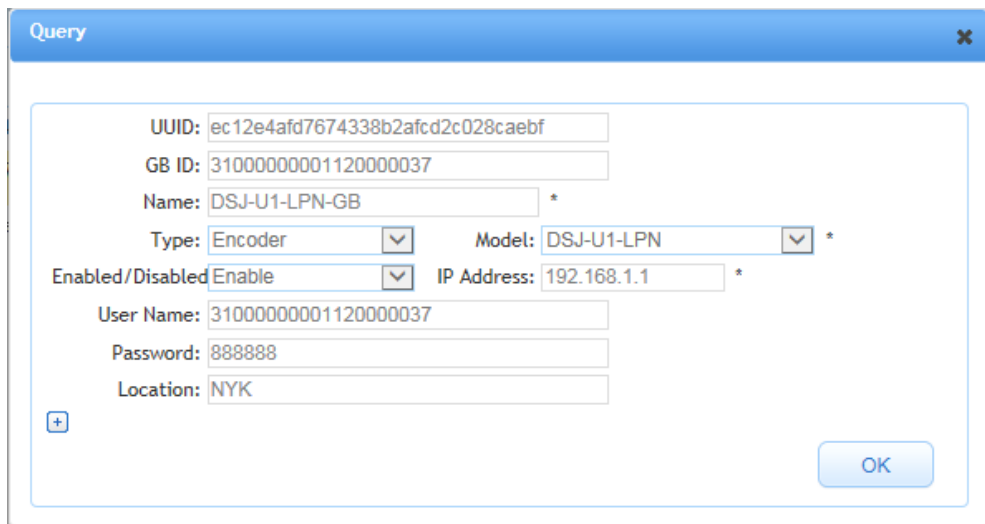 Query
UUID: ec12e4afd7674338b2afcd2c028caebf
GB ID: 31000000001120000037
Name: DSJ-U1-LPN-GB *
Type: Encoder Model: DSJ-U1-LPN *
Enabled/Disabled Enable IP Address: 192.168.1.1 *
User Name: 31000000001120000037
Password: 888888
Location: NYK
OK